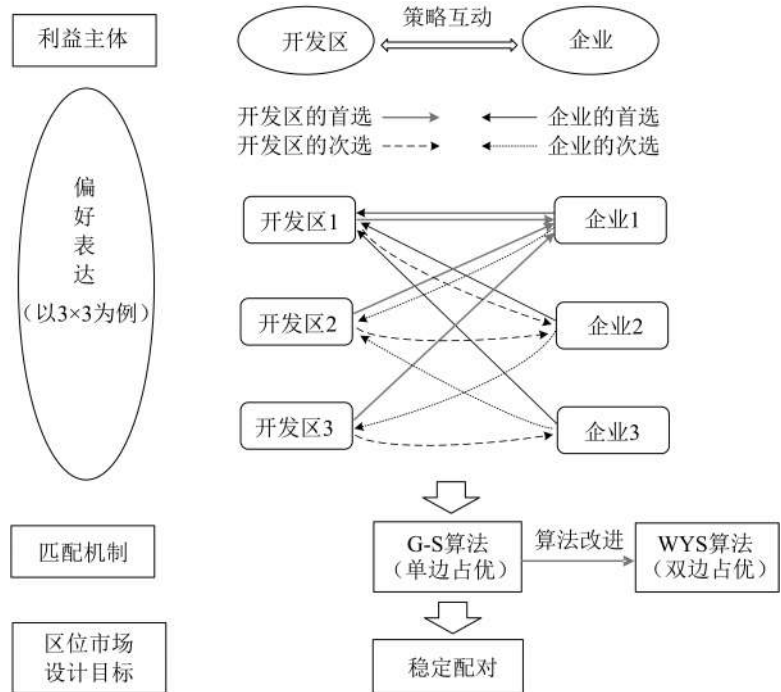 利益主体
开发区
策略互动
企业
开发区的首选
企业的首选
开发区的次选
企业的次选
偏好表达
（以3×3为例）
开发区1
企业1
开发区2
企业2
开发区3
企业3
匹配机制
G-S算法
（单边占优）
算法改进
WYS算法
（双边占优）
区位市场
设计目标
稳定配对